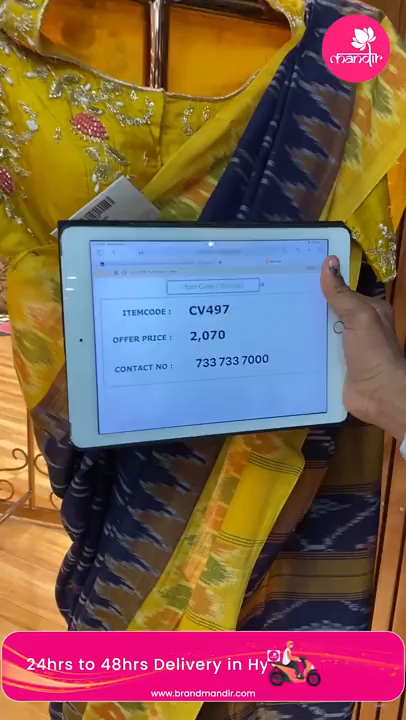 mandir
ITEMCODE : CV497
OFFER PRICE : 2,070
CONTACT NO : 733 733 7000
24hrs to 48hrs Delivery in Hy
www.brandmandir.com